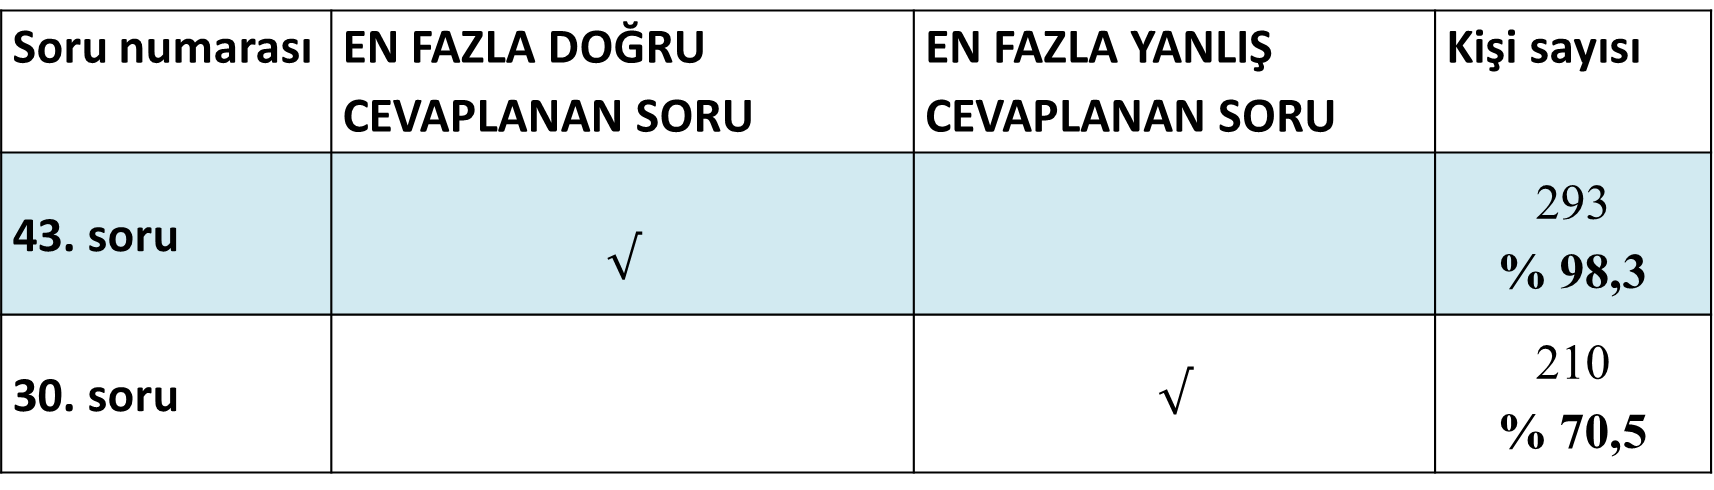 Soru numarası
EN FAZLA DOĞRU
CEVAPLANAN SORU
EN FAZLA YANLIŞ
CEVAPLANAN SORU
Kişi sayısı
43. soru
√
293
% 98,3
30. soru
√
210
% 70,5